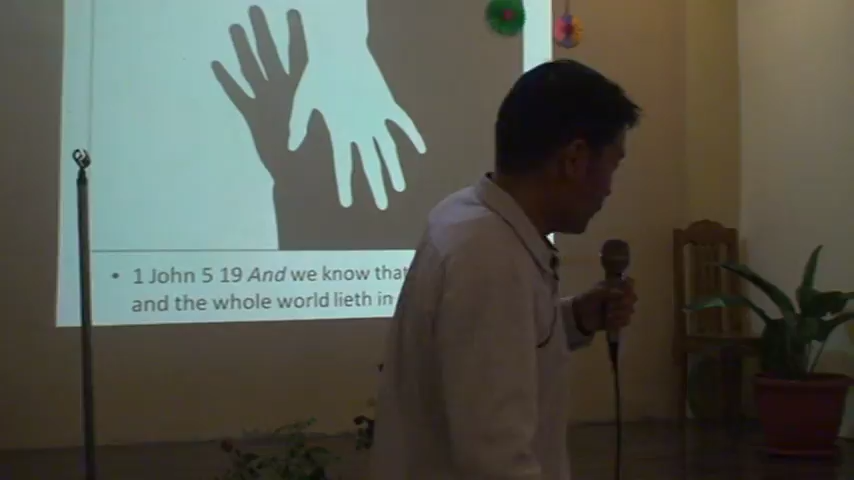 • 1 John 5 19 And we know that
and the whole world lieth in